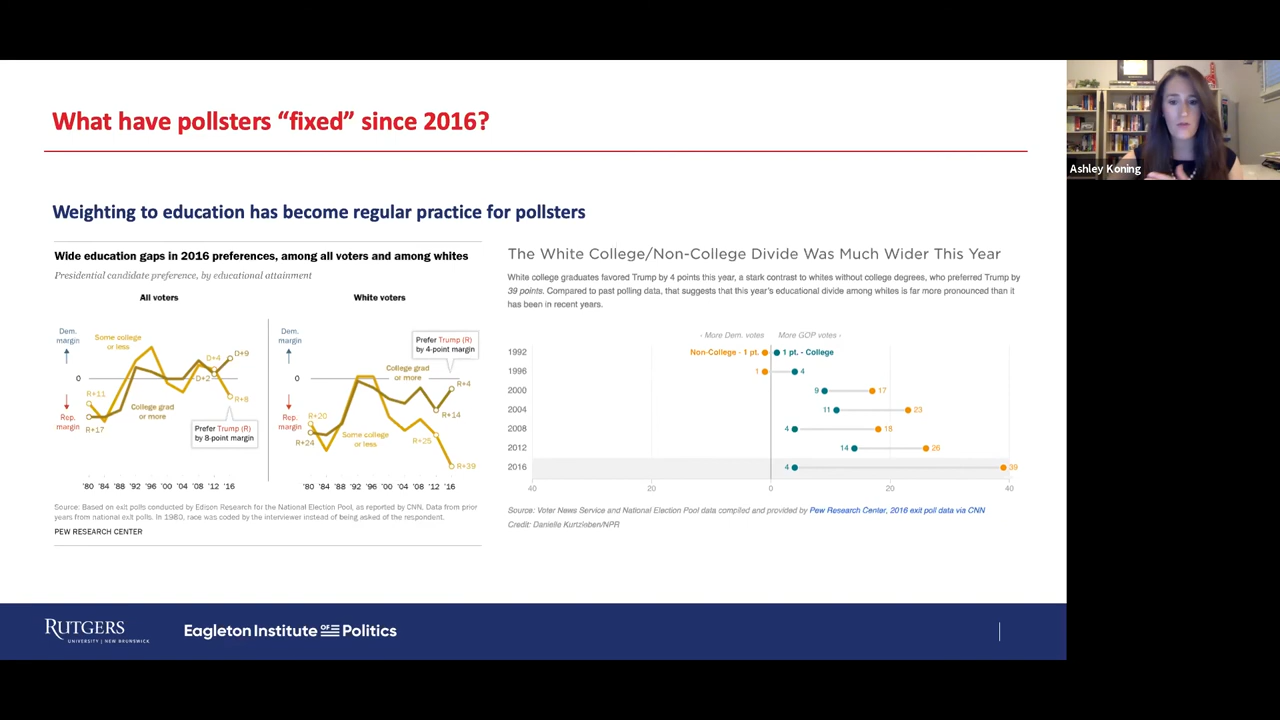 What have pollsters “fixed” since 2016?
Weighting to education has become regular practice for pollsters
Wide education gaps in 2016 preferences, among all voters and among whites
Presidential candidate preference, by educational attainment
All voters
White voters
Dem.
margin
0
Rep.
margin
Some college
or less
College grad
or more
R+11
R+17
D+4
D+2
D+9
R+8
Prefer Trump (R)
by 8-point margin
'80 '84 '88 '92 '96 '00 '04 '08 '12 '16
Dem.
margin
0
Rep.
margin
Prefer Trump (R)
by 4-point margin
College grad
or more
Some college
or less
R+20
R+24
R+4
R+14
R+25
R+39
'80 '84 '88 '92 '96 '00 '04 '08 '12 '16
Source: Based on exit polls conducted by Edison Research for the National Election Pool, as reported by CNN. Data from prior
years from national exit polls. In 1980, race was coded by the interviewer instead of being asked of the respondent.
PEW RESEARCH CENTER
The White College/Non-College Divide Was Much Wider This Year
White college graduates favored Trump by 4 points this year, a stark contrast to whites without college degrees, who preferred Trump by
39 points. Compared to past polling data, that suggests that this year's educational divide among whites is far more pronounced than it
has been in recent years.
‹ More Dem. votes More GOP votes ›
1992 Non-College - 1 pt. 1 pt. - College
1996 1 4
2000 9 17
2004 11 23
2008 4 18
2012 14 26
2016 4 39
40 20 0 20 40
Source: Voter News Service and National Election Pool data compiled and provided by Pew Research Center, 2016 exit poll data via CNN
Credit: Danielle Kurtzleben/NPR
RUTGERS
UNIVERSITY | NEW BRUNSWICK
Eagleton Institute OF Politics
Ashley Koning